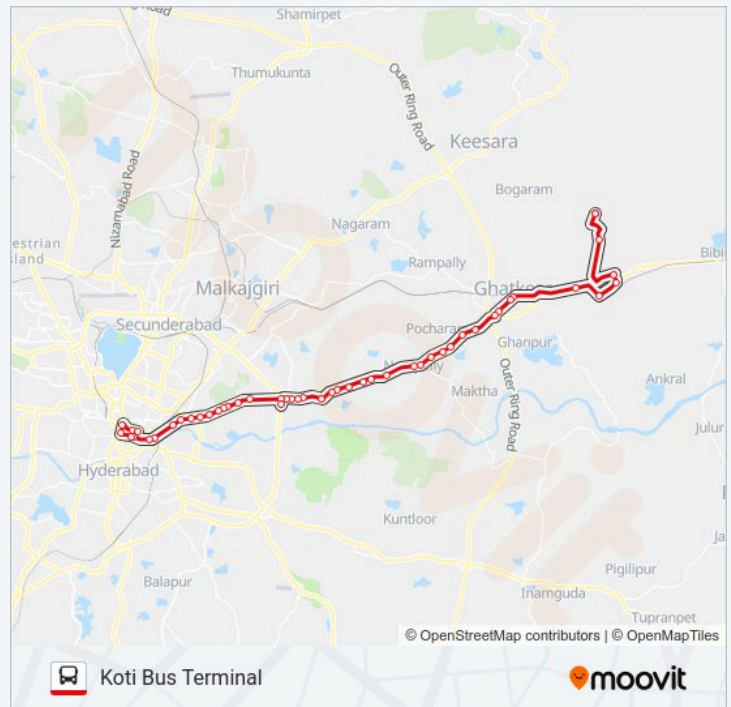 Shamirpet
Thumukunta
Outer Ring Road
Keesara
Nizamabad Road
Bogaram
Nagaram
estrian
sland
Rampally
Bibi
Malkajgiri
Ghatke
Secunderabad
Pochara
Ghanpur
Ankral
Maktha
Outer Ring Road
Julur
Hyderabad
Kuntloor
Ja
Pigilipur
Balapur
Inamguda
Tupranpet
© OpenStreetMap contributors | © OpenMapTiles
Koti Bus Terminal
moovit